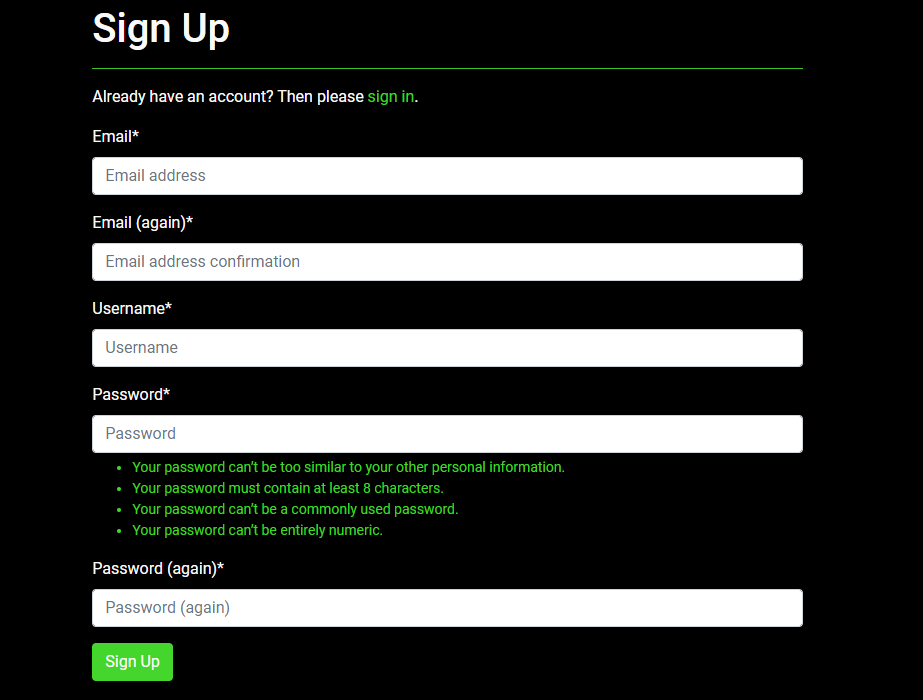 Sign Up
Already have an account? Then please sign in.
Email*
Email address
Email (again)*
Email address confirmation
Username*
Username
Password*
Password
• Your password can’t be too similar to your other personal information.
• Your password must contain at least 8 characters.
• Your password can’t be a commonly used password.
• Your password can’t be entirely numeric.
Password (again)*
Password (again)
Sign Up